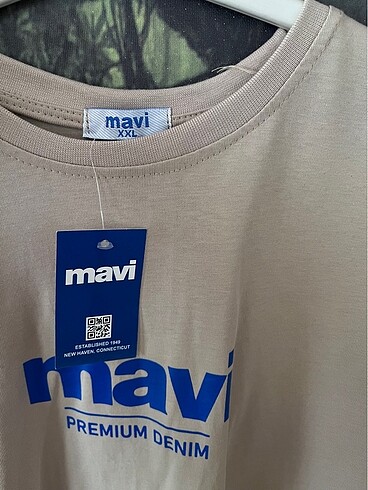 mavi
XXL
mavi
ESTABLISHED 1949
NEW HAVEN, CONNECTICUT
mavi
PREMIUM DENIM